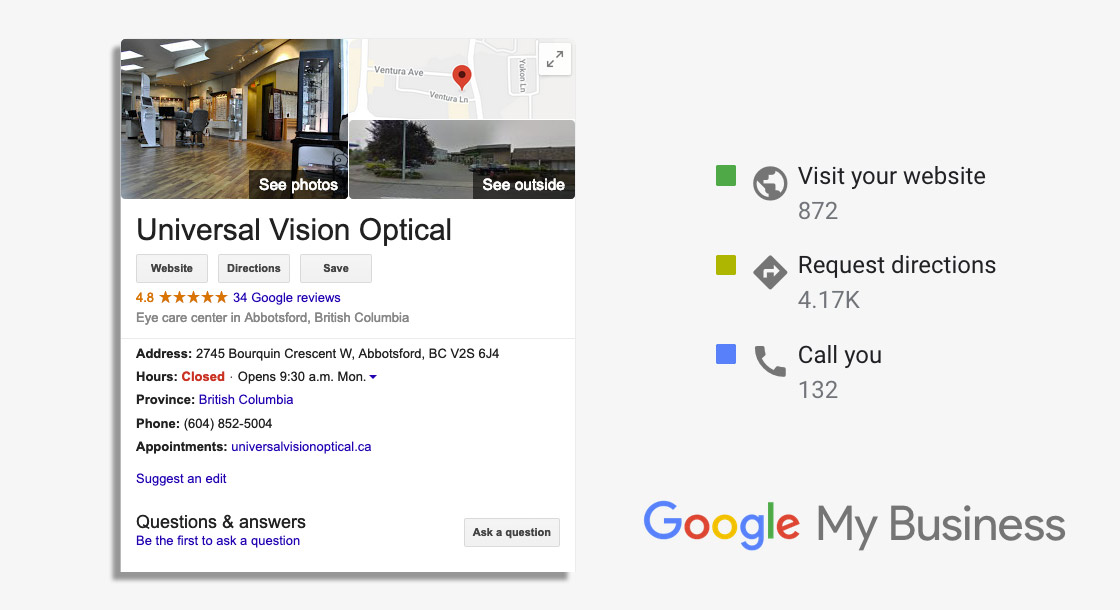 Ventura Ave
Ventura Ln
Yukon Ln
See photos
See outside
Universal Vision Optical
Website
Directions
Save
4.8 ★★★★★ 34 Google reviews
Eye care center in Abbotsford, British Columbia
Address: 2745 Bourquin Crescent W, Abbotsford, BC V2S 6J4
Hours: Closed · Opens 9:30 a.m. Mon.
Province: British Columbia
Phone: (604) 852-5004
Appointments: universalvisionoptical.ca
Suggest an edit
Questions & answers
Be the first to ask a question
Ask a question
Visit your website
872
Request directions
4.17K
Call you
132
Google My Business